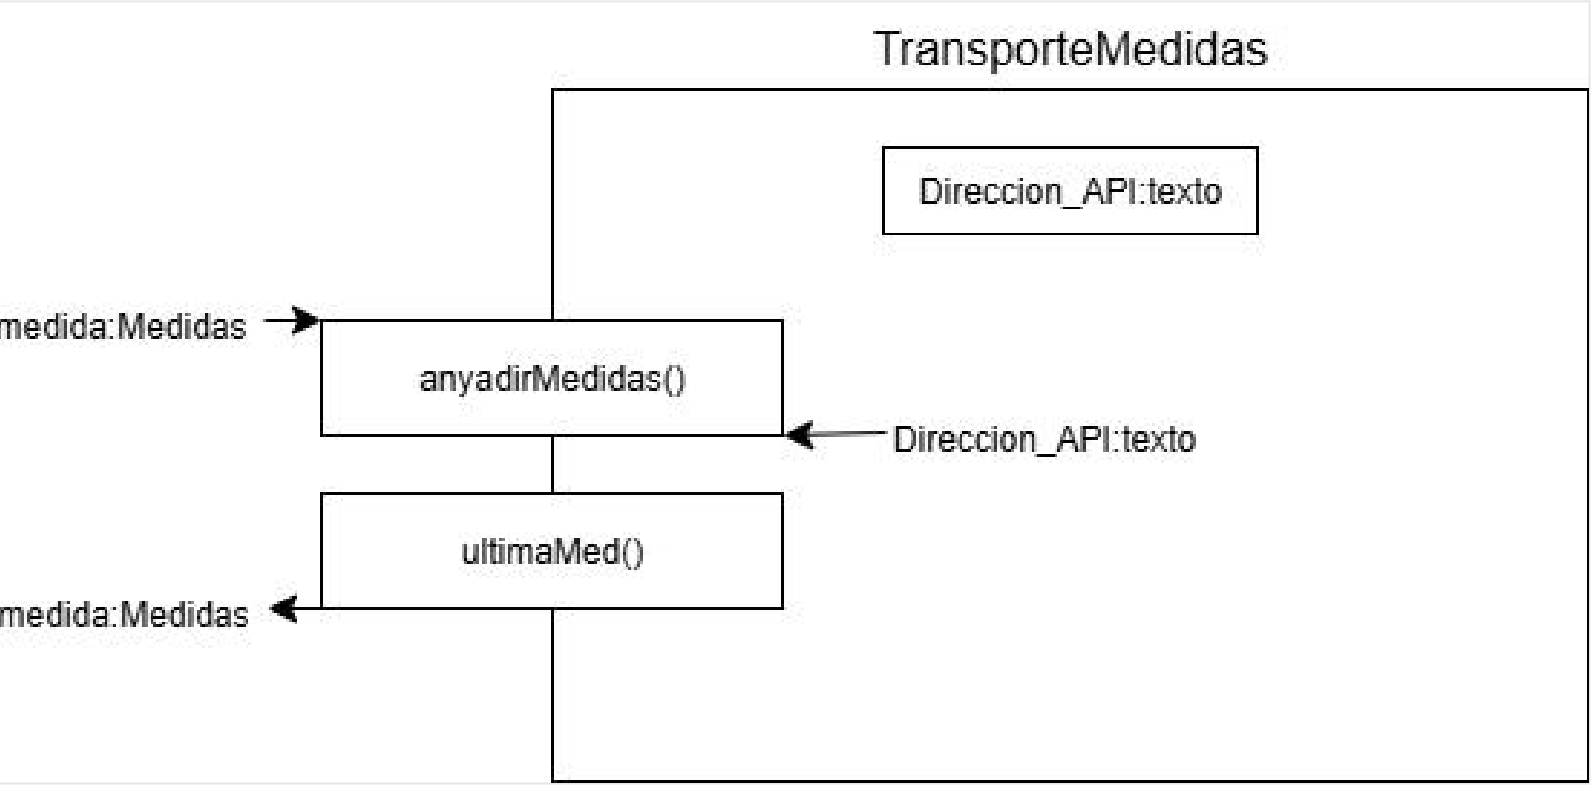 TransporteMedidas
Direccion_API:texto
medida:Medidas
anyadirMedidas()
Direccion_API:texto
ultimaMed()
medida:Medidas